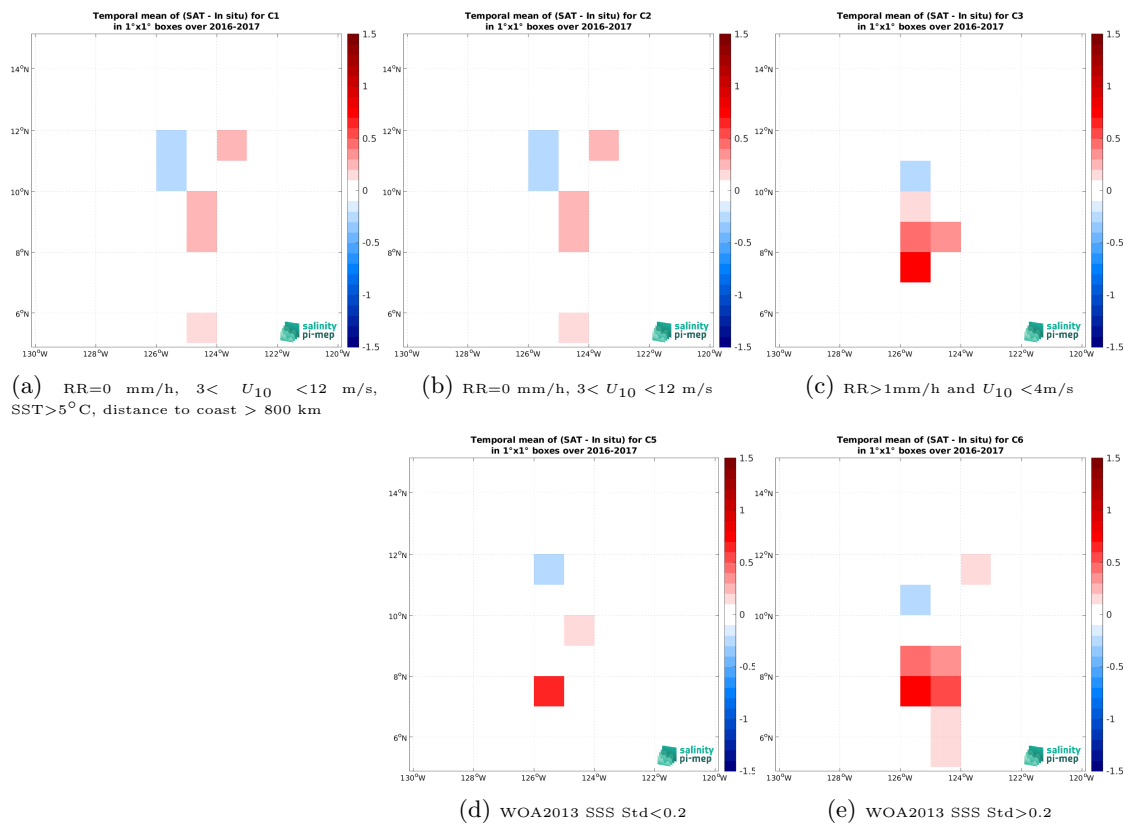 Temporal mean of (SAT - In situ) for C1
in 1°x1° boxes over 2016-2017
14°N
12°N
10°N
8°N
6°N
130°W 128°W 126°W 124°W 122°W 120°W
1.5
1
0.5
0
-0.5
-1
-1.5
salinity
pi-mep
(a) RR=0 mm/h, 3< U10 <12 m/s,
SST>5°C, distance to coast > 800 km
Temporal mean of (SAT - In situ) for C2
in 1°x1° boxes over 2016-2017
14°N
12°N
10°N
8°N
6°N
130°W 128°W 126°W 124°W 122°W 120°W
1.5
1
0.5
0
-0.5
-1
-1.5
salinity
pi-mep
(b) RR=0 mm/h, 3< U10 <12 m/s
Temporal mean of (SAT - In situ) for C3
in 1°x1° boxes over 2016-2017
14°N
12°N
10°N
8°N
6°N
130°W 128°W 126°W 124°W 122°W 120°W
1.5
1
0.5
0
-0.5
-1
-1.5
salinity
pi-mep
(c) RR>1mm/h and U10 <4m/s
Temporal mean of (SAT - In situ) for C5
in 1°x1° boxes over 2016-2017
14°N
12°N
10°N
8°N
6°N
130°W 128°W 126°W 124°W 122°W 120°W
1.5
1
0.5
0
-0.5
-1
-1.5
salinity
pi-mep
(d) WOA2013 SSS Std<0.2
Temporal mean of (SAT - In situ) for C6
in 1°x1° boxes over 2016-2017
14°N
12°N
10°N
8°N
6°N
130°W 128°W 126°W 124°W 122°W 120°W
1.5
1
0.5
0
-0.5
-1
-1.5
salinity
pi-mep
(e) WOA2013 SSS Std>0.2